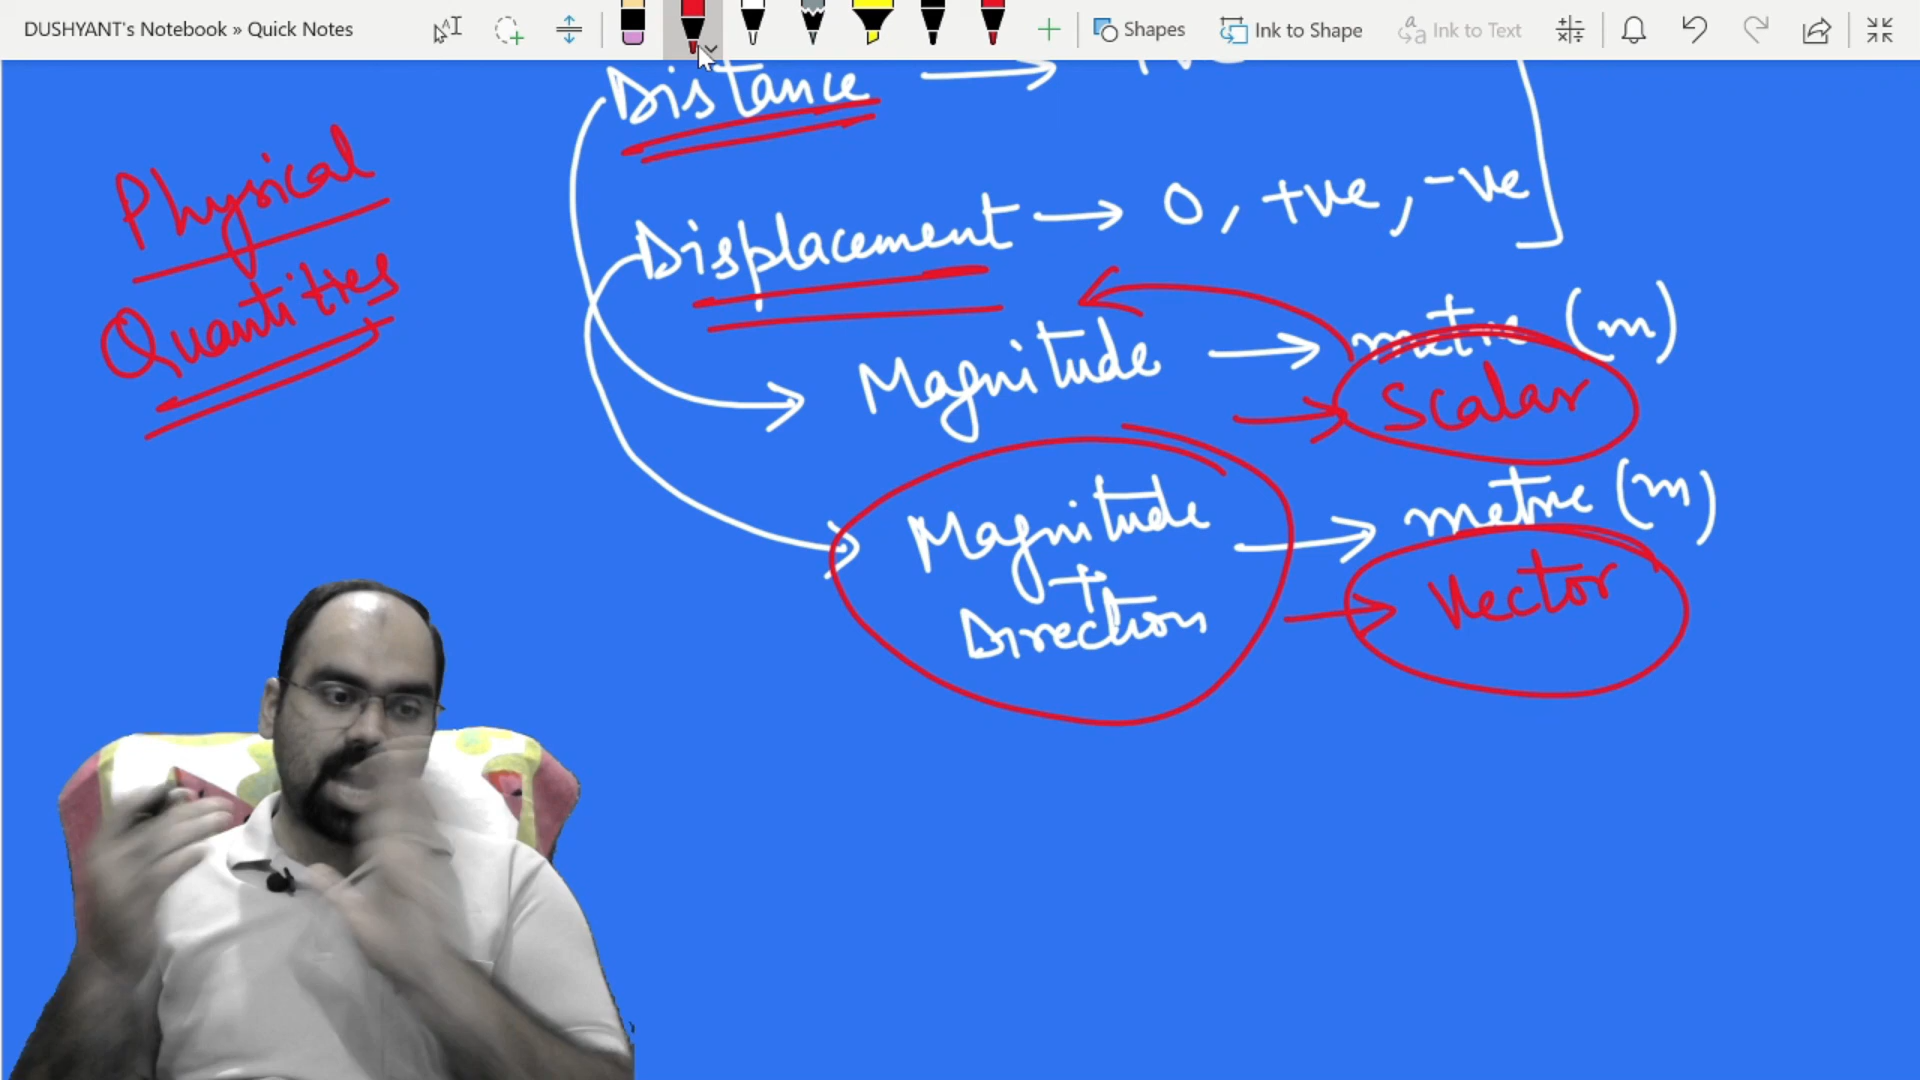 DUSHYANT's Notebook » Quick Notes
Shapes
Ink to Shape
Ink to Text
Distance →
Physical
Quantities
Displacement → 0, +ve, -ve
Magnitude → metre (m)
→ Scalar
Magnitude → metre (m)
+
Direction → Vector